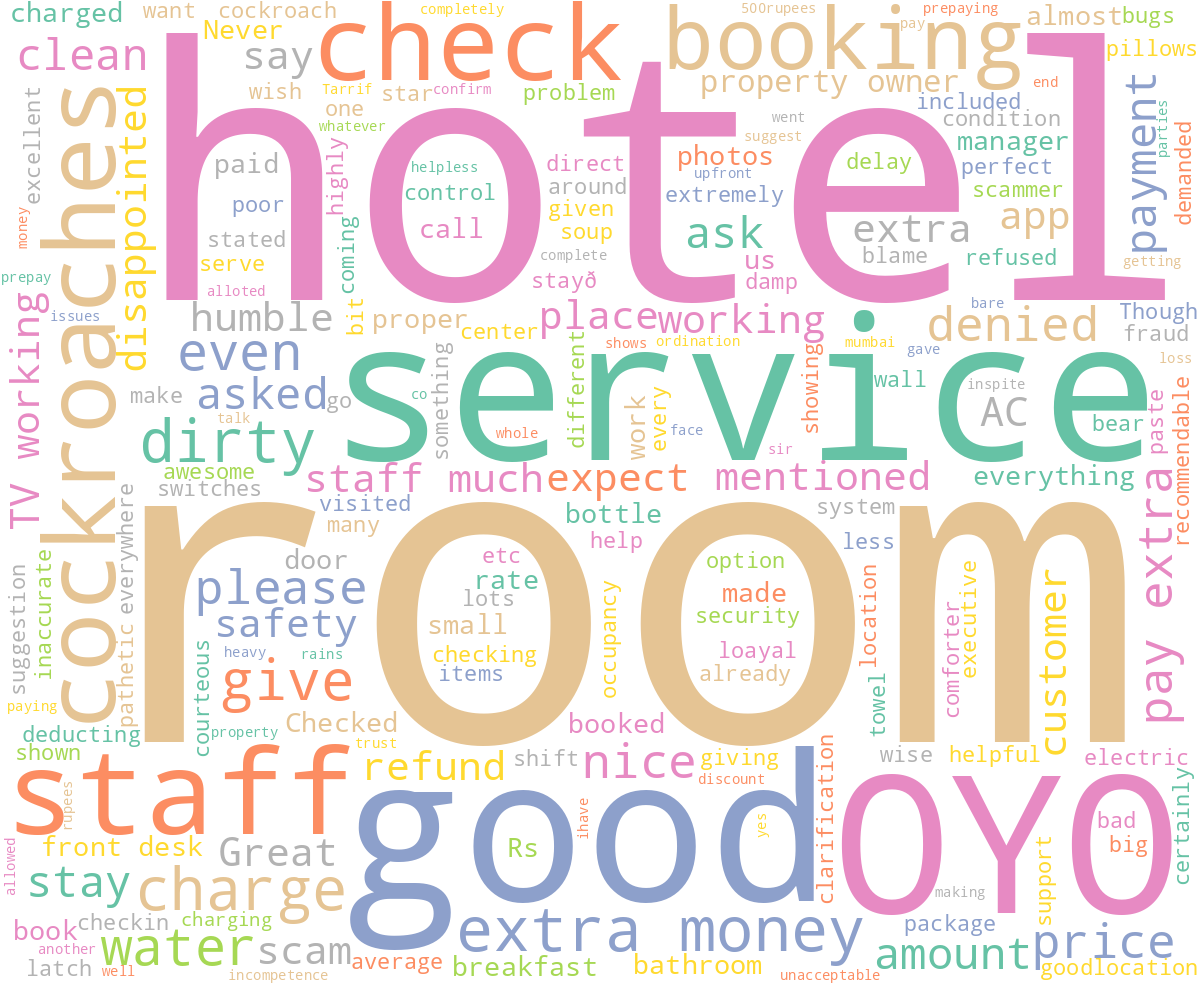 charged
want
cockroach
completely
500rupees
prepaying
almost
bugs
Never
pay
clean
say
check
booking
pillows
wish
Tarrif
star
confirm
problem
property owner
end
one
included
excellent
whatever
went
condition
disappointed
hotel
suggest
manager
parties
payment
paid
highly
helpless
direct
photos
delay
perfect
demanded
control
around
extremely
upfront
scammer
poor
given
app
money
call
soup
ask
extra
stated
coming
complete
us
blame
refused
serve
getting
prepay
alloted
stayð
damp
cockroaches
issues
humble
bit
proper
center
place
working
bare
denied
Though
fraud
TV working
even
shows
ordination
mumbai
gave
loss
make
asked
go
co
something
different
showing
wall
inspite
AC
talk
work
every
face
bear
paste
recommendable
dirty
whole
service
sir
awesome
staff
much
expect
mentioned
everything
switches
visited
bottle
system
many
help
less
pathetic
everywhere
door
etc
option
inaccurate
suggestion
please
rate
made
lots
security
location
executive
customer
pay extra
safety
small
occupancy
comforter
heavy
rains
checking
loayal
items
already
give
room
courteous
towel
paying
deducting
property
Checked
booked
shown
trust
shift
nice
giving
wise
helpful
electric
refund
discount
staff
rupees
good
ihave
yes
clarification
OYO
bad
certainly
big
front desk
Great
Rs
allowed
stay
charge
making
support
book
checkin
charging
extra money
package
another
water
scam
price
latch
well
average
breakfast
bathroom
amount
goodlocation
incompetence
unacceptable